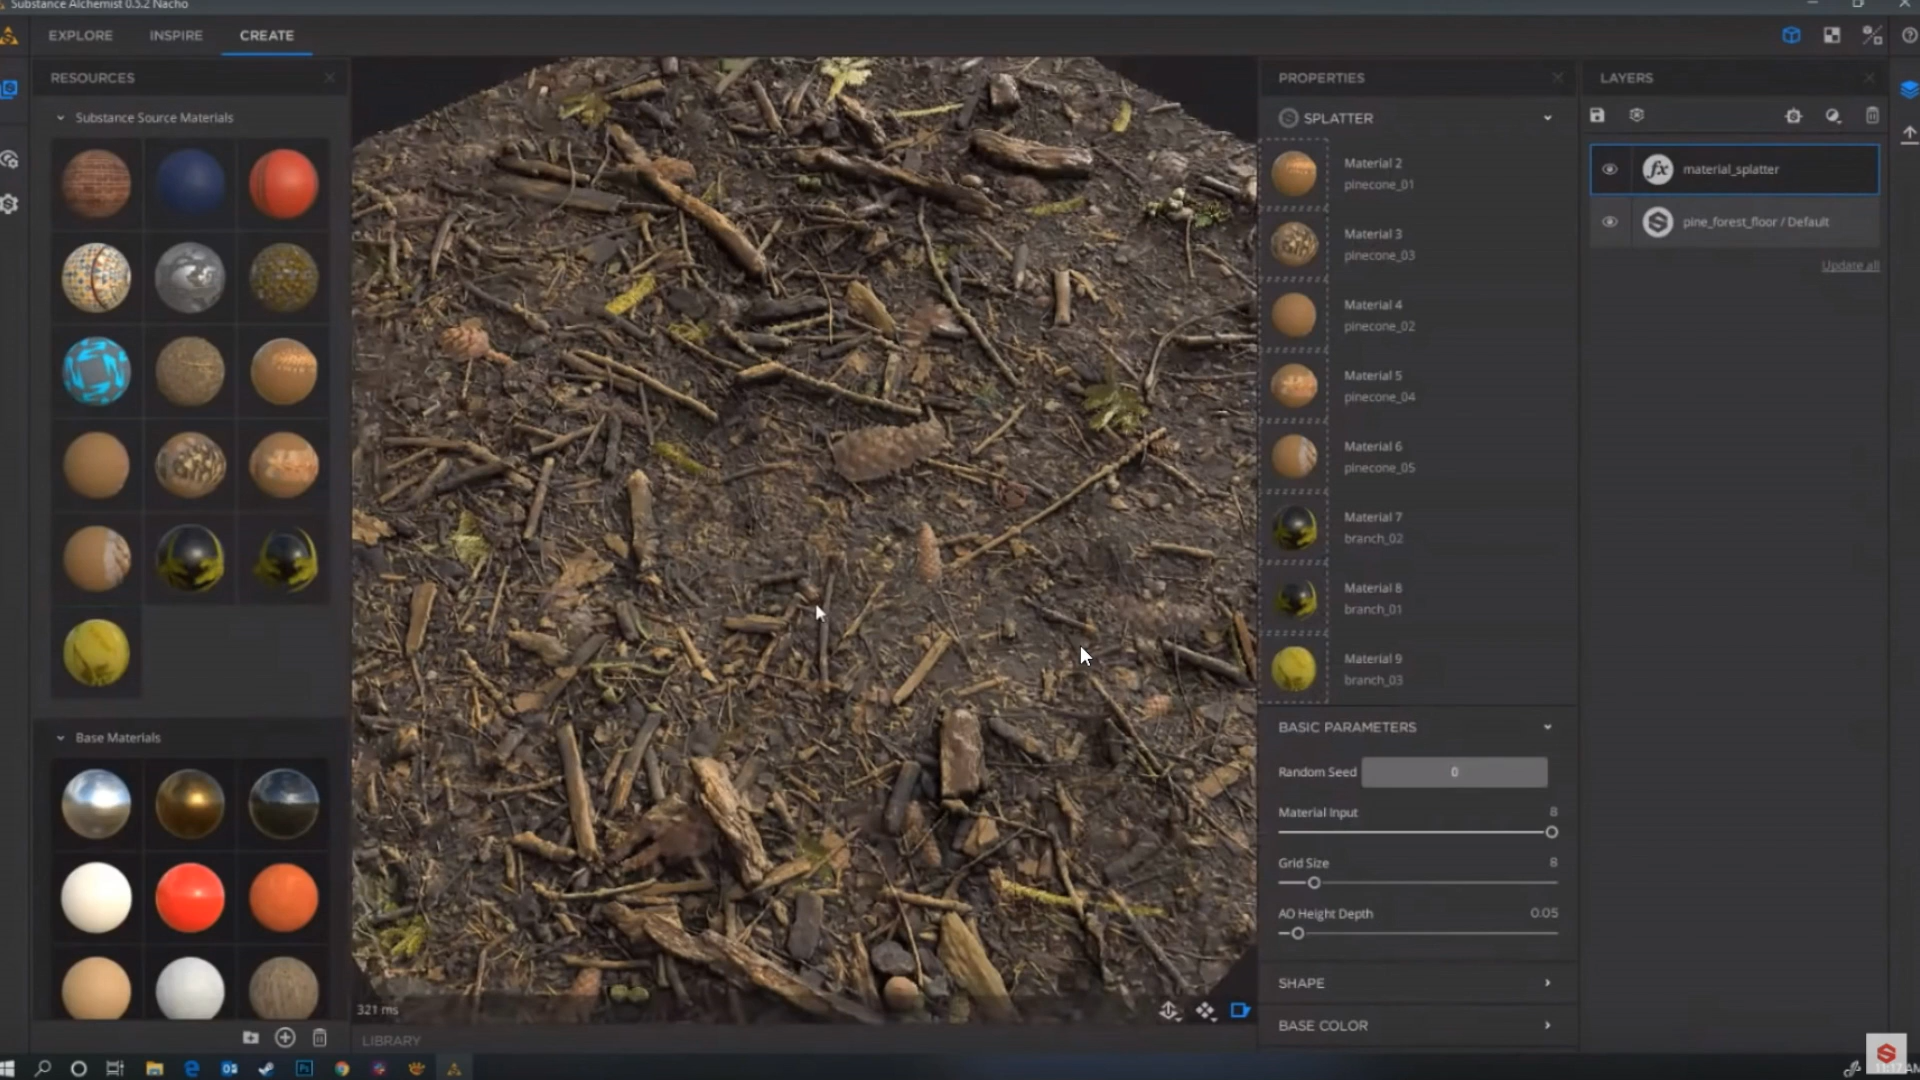 Substance Alchemist 0.5.2 Nacho
EXPLORE INSPIRE CREATE
RESOURCES
Substance Source Materials
Base Materials
321 ms
LIBRARY
PROPERTIES
SPLATTER
Material 2
pinecone_01
Material 3
pinecone_03
Material 4
pinecone_02
Material 5
pinecone_04
Material 6
pinecone_05
Material 7
branch_02
Material 8
branch_01
Material 9
branch_03
BASIC PARAMETERS
Random Seed 0
Material Input 8
Grid Size 8
AO Height Depth 0.05
SHAPE
BASE COLOR
LAYERS
fx material_splatter
pine_forest_floor / Default
Update all
Ps